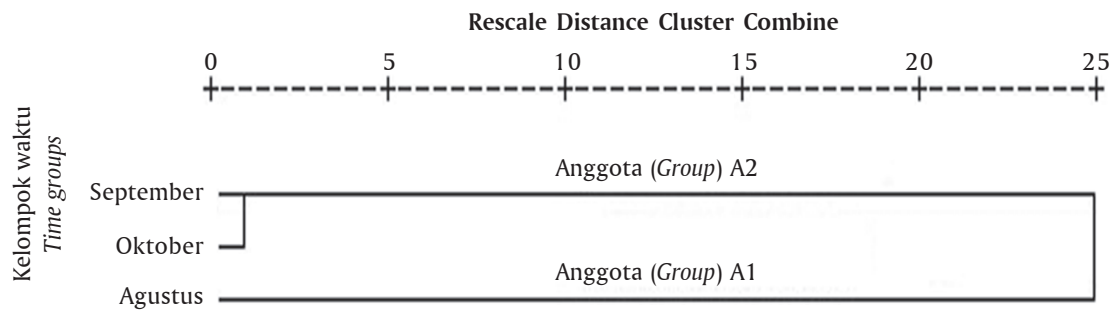 Rescale Distance Cluster Combine
0 5 10 15 20 25
Kelompok waktu
Time groups
Anggota (Group) A2
September
Oktober
Anggota (Group) A1
Agustus